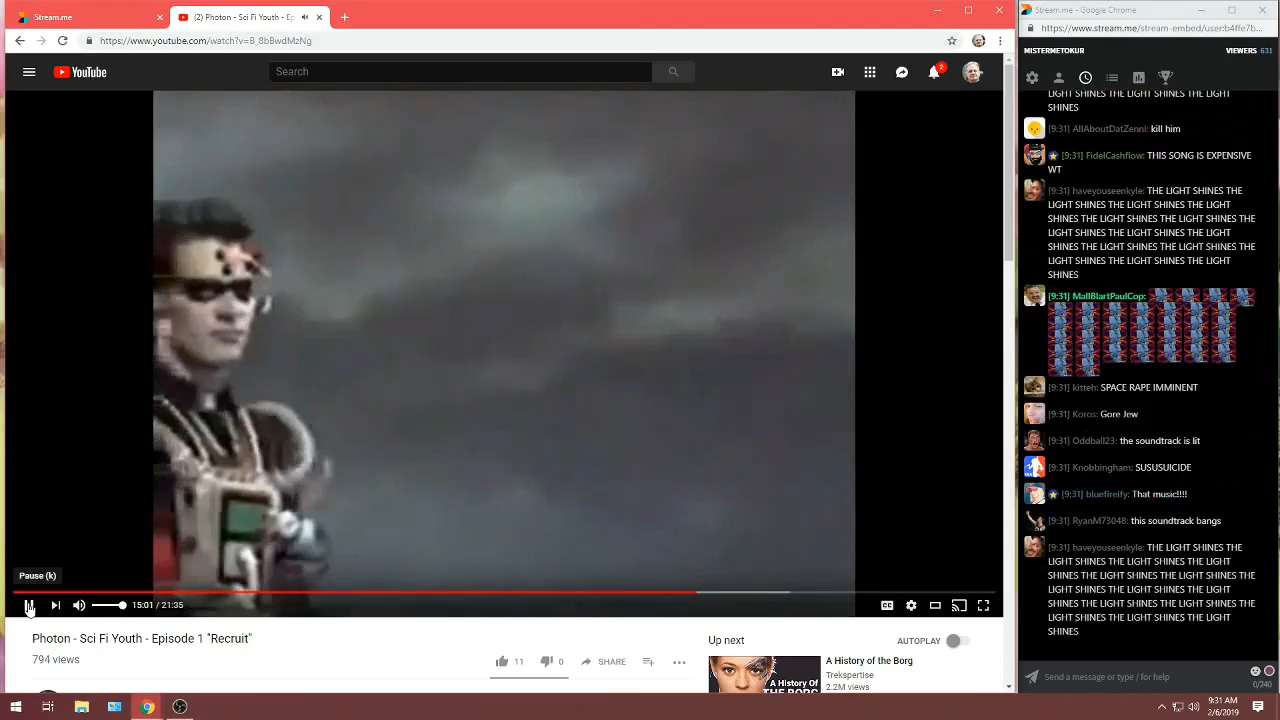 Stream.me
(2) Photon - Sci Fi Youth - Ep
https://www.youtube.com/watch?v=B_8bBwdMzNg
YouTube
Search
2
Pause (k)
15:01 / 21:35
Photon - Sci Fi Youth - Episode 1 "Recruit"
794 views
11
0
SHARE
Up next
AUTOPLAY
A History Of
THE BORG
A History of the Borg
Trekspertise
2.2M views
Stream.me - Google Chrome
https://www.stream.me/stream-embed/user:b4ffe7b...
MISTERMETOKUR
VIEWERS 631
LIGHT SHINES THE LIGHT SHINES THE LIGHT
SHINES
[9:31] AllAboutDatZenni: kill him
[9:31] FidelCashflow: THIS SONG IS EXPENSIVE
WT
[9:31] haveyouseenkyle: THE LIGHT SHINES THE
LIGHT SHINES THE LIGHT SHINES THE LIGHT
SHINES THE LIGHT SHINES THE LIGHT SHINES THE
LIGHT SHINES THE LIGHT SHINES THE LIGHT
SHINES THE LIGHT SHINES THE LIGHT SHINES THE
LIGHT SHINES THE LIGHT SHINES THE LIGHT
SHINES
[9:31] MallBlartPaulCop:
[9:31] kitteh: SPACE RAPE IMMINENT
[9:31] Koros: Gore Jew
[9:31] Oddball23: the soundtrack is lit
[9:31] Knobbingham: SUSUSUICIDE
[9:31] bluefireify: That music!!!!
[9:31] RyanM73048: this soundtrack bangs
[9:31] haveyouseenkyle: THE LIGHT SHINES THE
LIGHT SHINES THE LIGHT SHINES THE LIGHT
SHINES THE LIGHT SHINES THE LIGHT SHINES THE
LIGHT SHINES THE LIGHT SHINES THE LIGHT
SHINES THE LIGHT SHINES THE LIGHT SHINES THE
LIGHT SHINES THE LIGHT SHINES THE LIGHT
SHINES
Send a message or type / for help
0/240
9:31 AM
2/6/2019